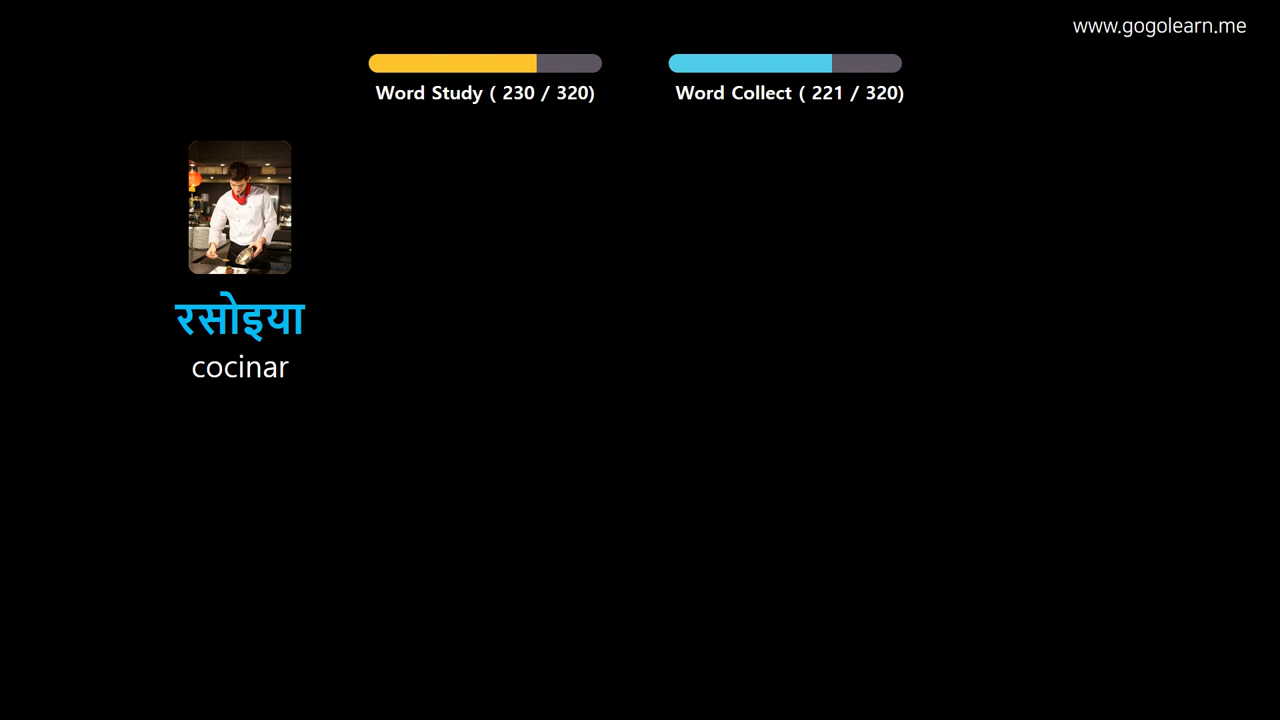 www.gogolearn.me
Word Study ( 230 / 320)
Word Collect ( 221 / 320)
रसोइया
cocinar